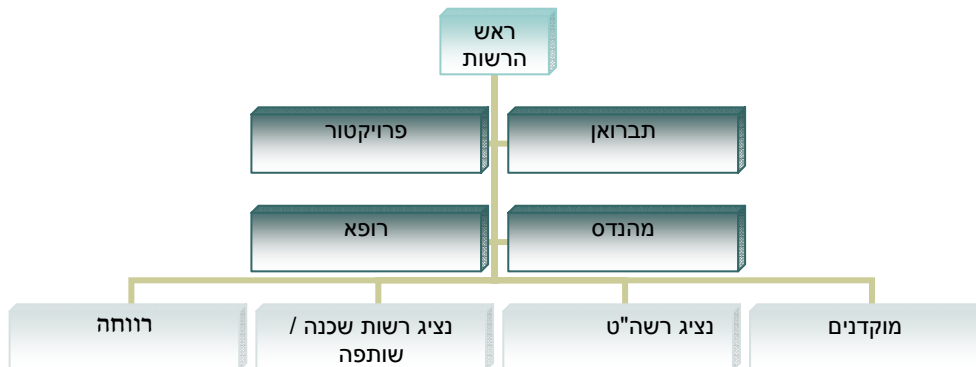 ראש
הרשות
תברואן
פרויקטור
מהנדס
רופא
מוקדנים
נציג רשה"ט
נציג רשות שכנה /
שותפה
רווחה